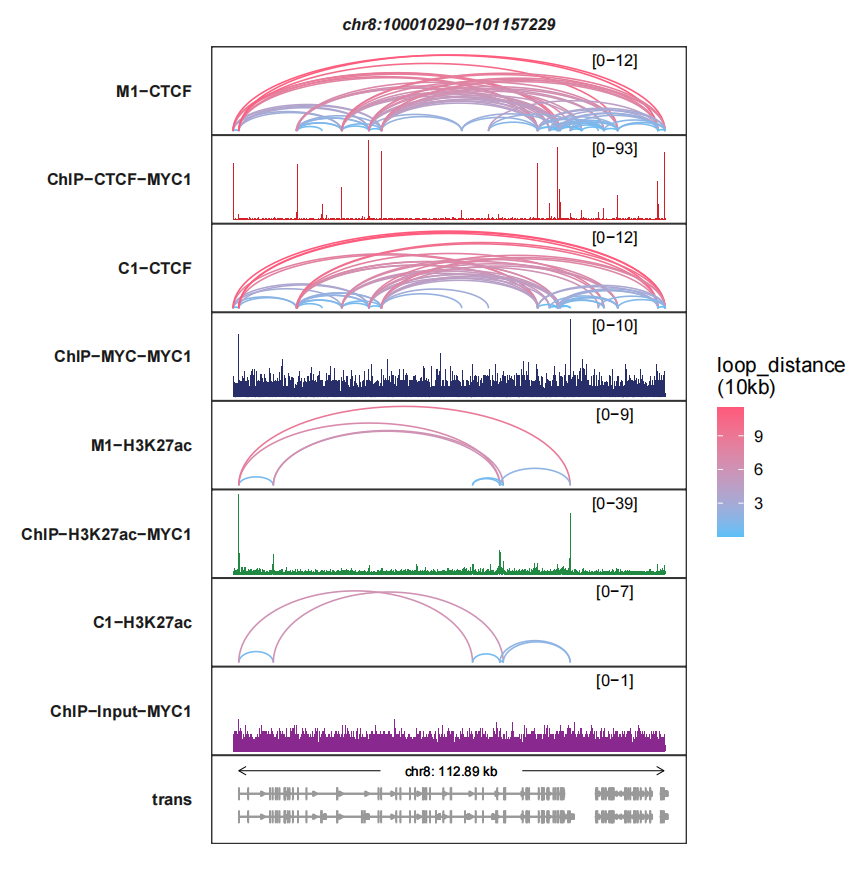 chr8:100010290−101157229
M1−CTCF
[0−12]
ChIP−CTCF−MYC1
[0−93]
C1−CTCF
[0−12]
ChIP−MYC−MYC1
[0−10]
M1−H3K27ac
[0−9]
ChIP−H3K27ac−MYC1
[0−39]
C1−H3K27ac
[0−7]
ChIP−Input−MYC1
[0−1]
trans
chr8: 112.89 kb
loop_distance
(10kb)
9
6
3